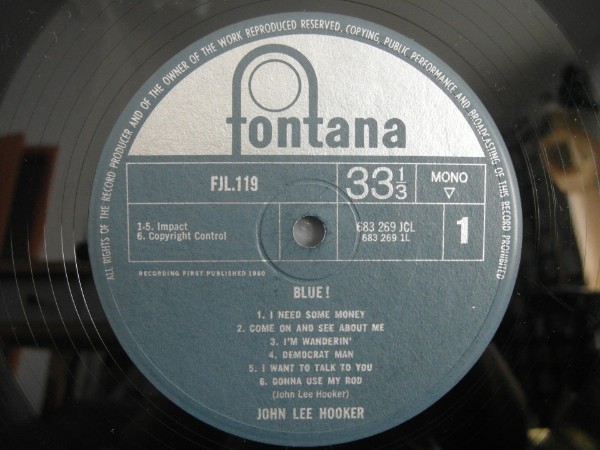 ALL RIGHTS OF THE RECORD PRODUCER AND OF THE OWNER OF THE WORK REPRODUCED RESERVED. COPYING, PUBLIC PERFORMANCE AND BROADCASTING OF THIS RECORD PROHIBITED
fontana
FJL.119
33 1/3
MONO
▽
1-5. Impact
6. Copyright Control
683 269 JCL
683 269 1L
1
RECORDING FIRST PUBLISHED 1960
BLUE!
1. I NEED SOME MONEY
2. COME ON AND SEE ABOUT ME
3. I'M WANDERIN'
4. DEMOCRAT MAN
5. I WANT TO TALK TO YOU
6. GONNA USE MY ROD
(John Lee Hooker)
JOHN LEE HOOKER